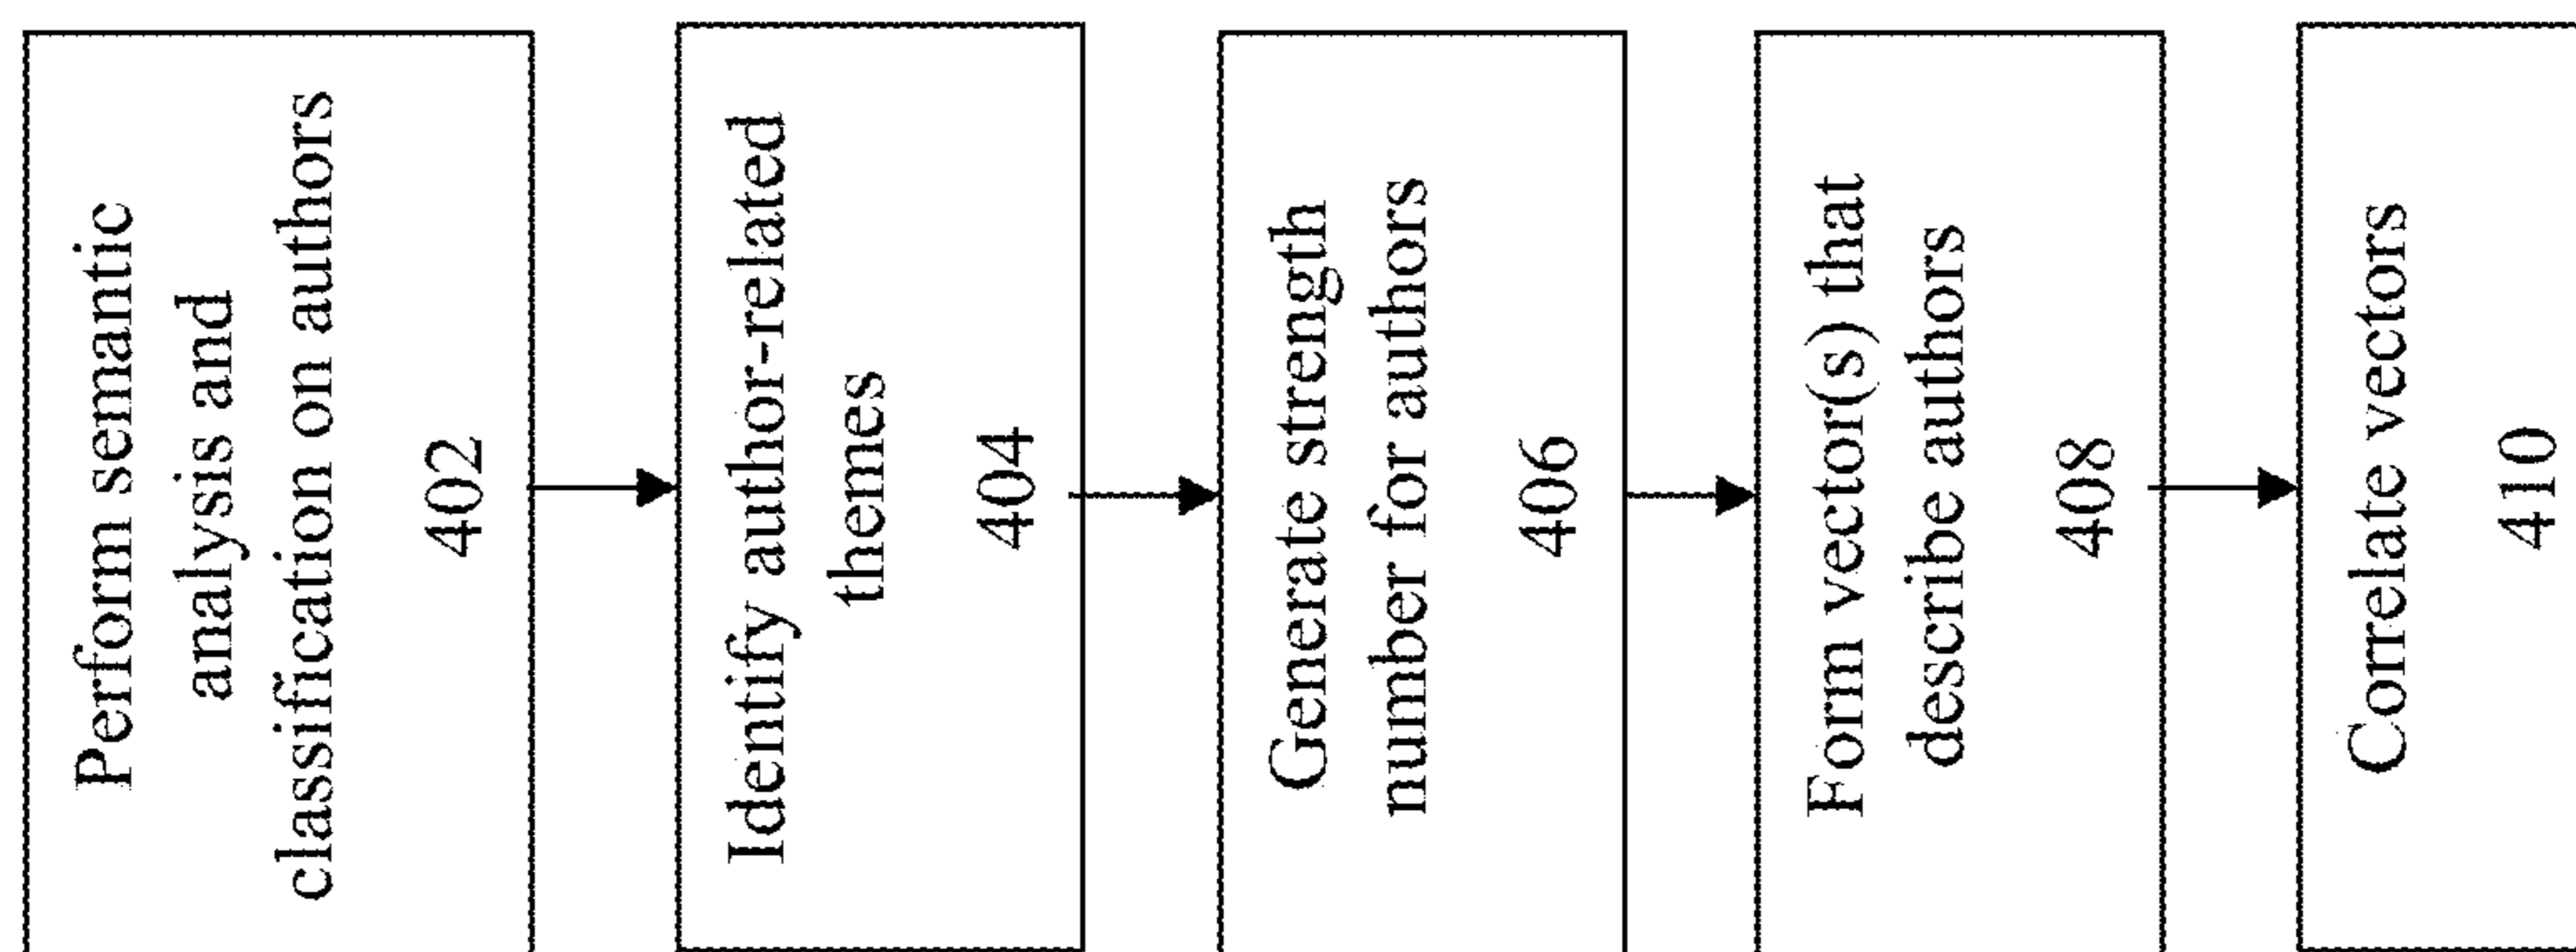 Perform semantic
analysis and
classification on authors
402
Identify author-related
themes
404
Generate strength
number for authors
406
Form vector(s) that
describe authors
408
Correlate vectors
410